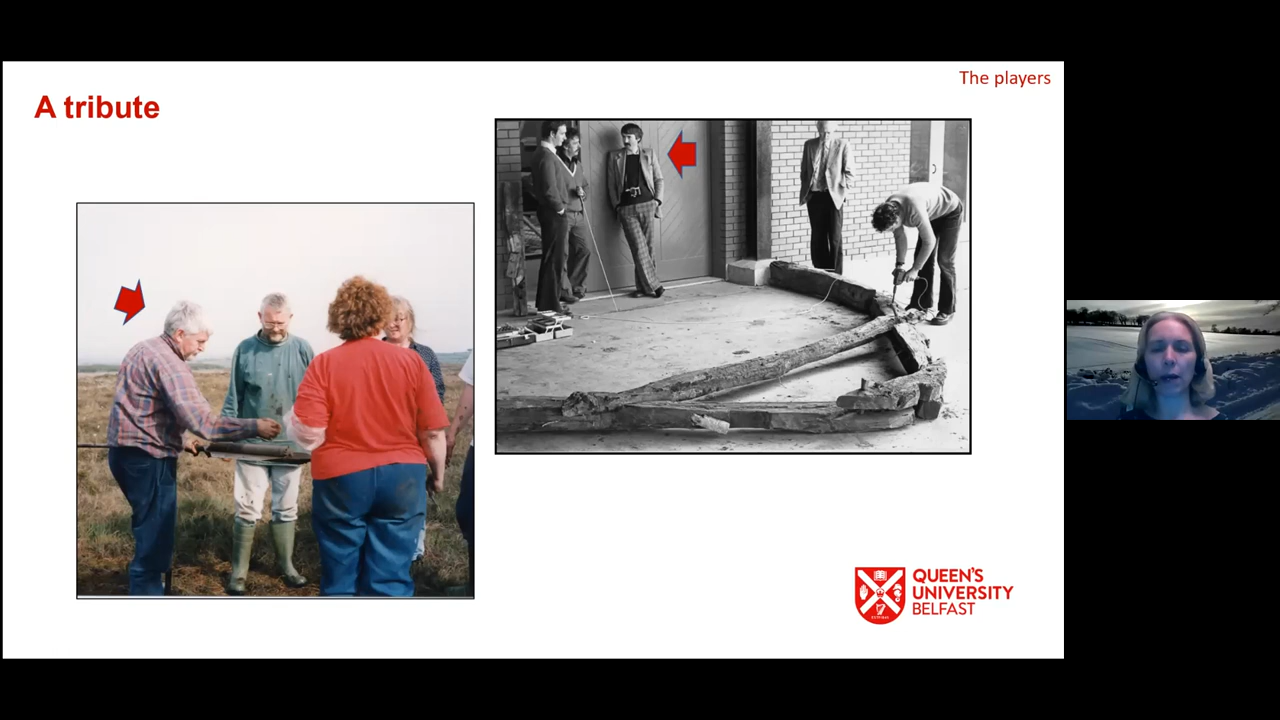 The players
A tribute
QUEEN'S
UNIVERSITY
BELFAST